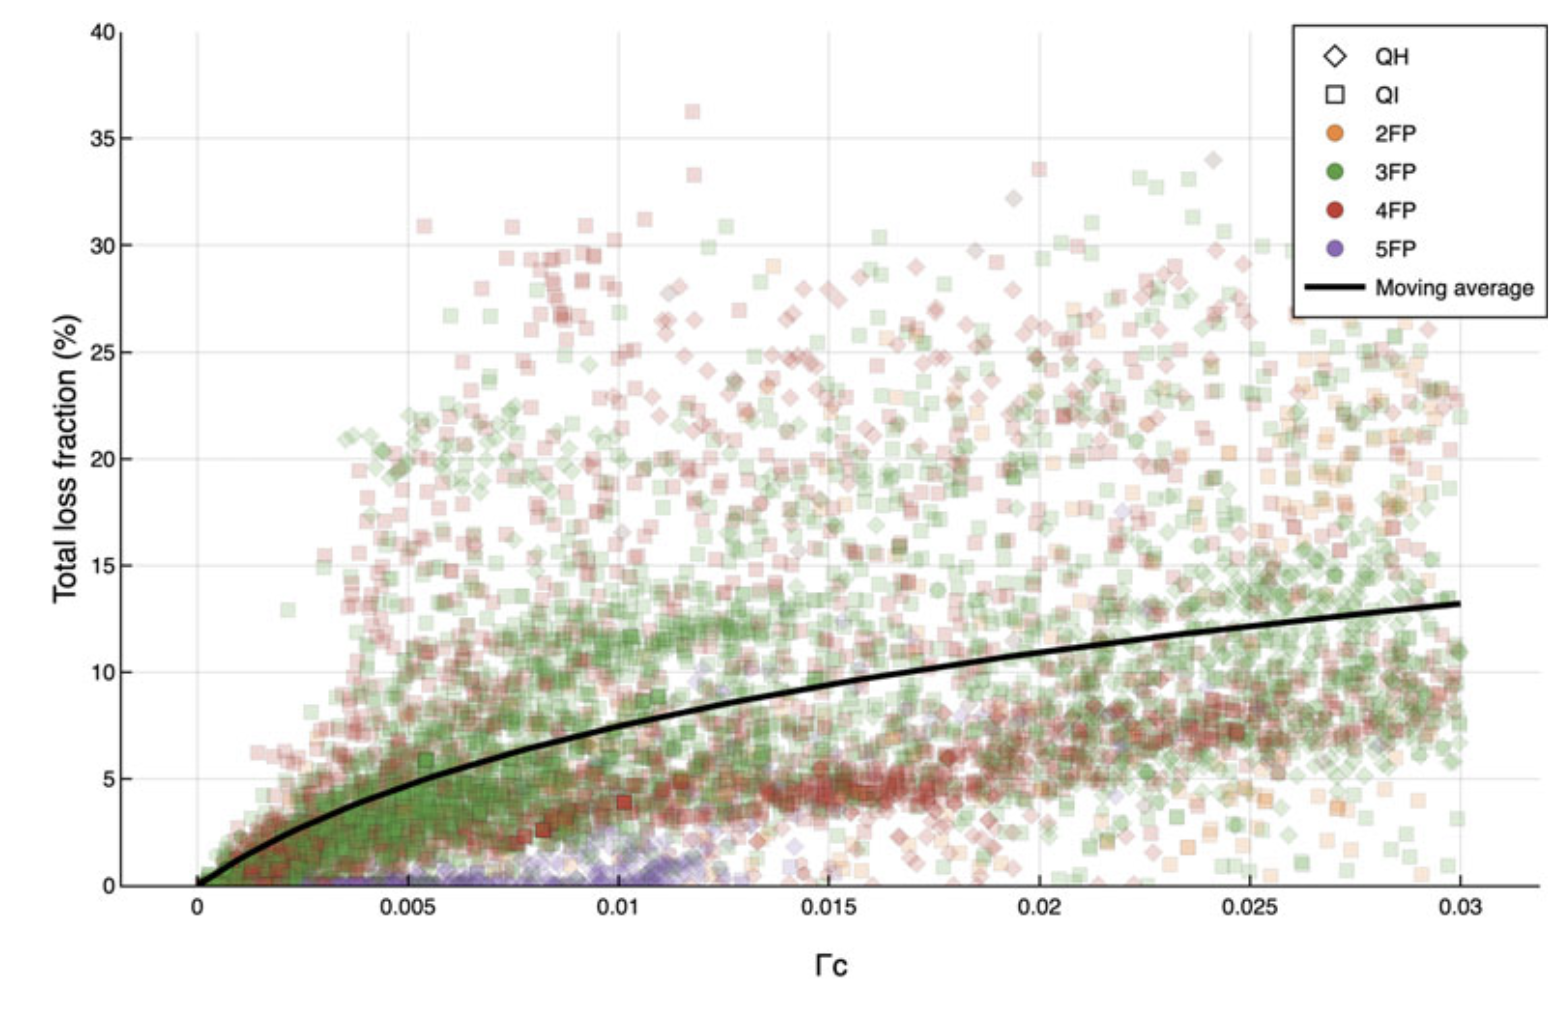 40
35
30
25
20
15
10
5
0
Total loss fraction (%)
0 0.005 0.01 0.015 0.02 0.025 0.03
Γc
QH
QI
2FP
3FP
4FP
5FP
Moving average